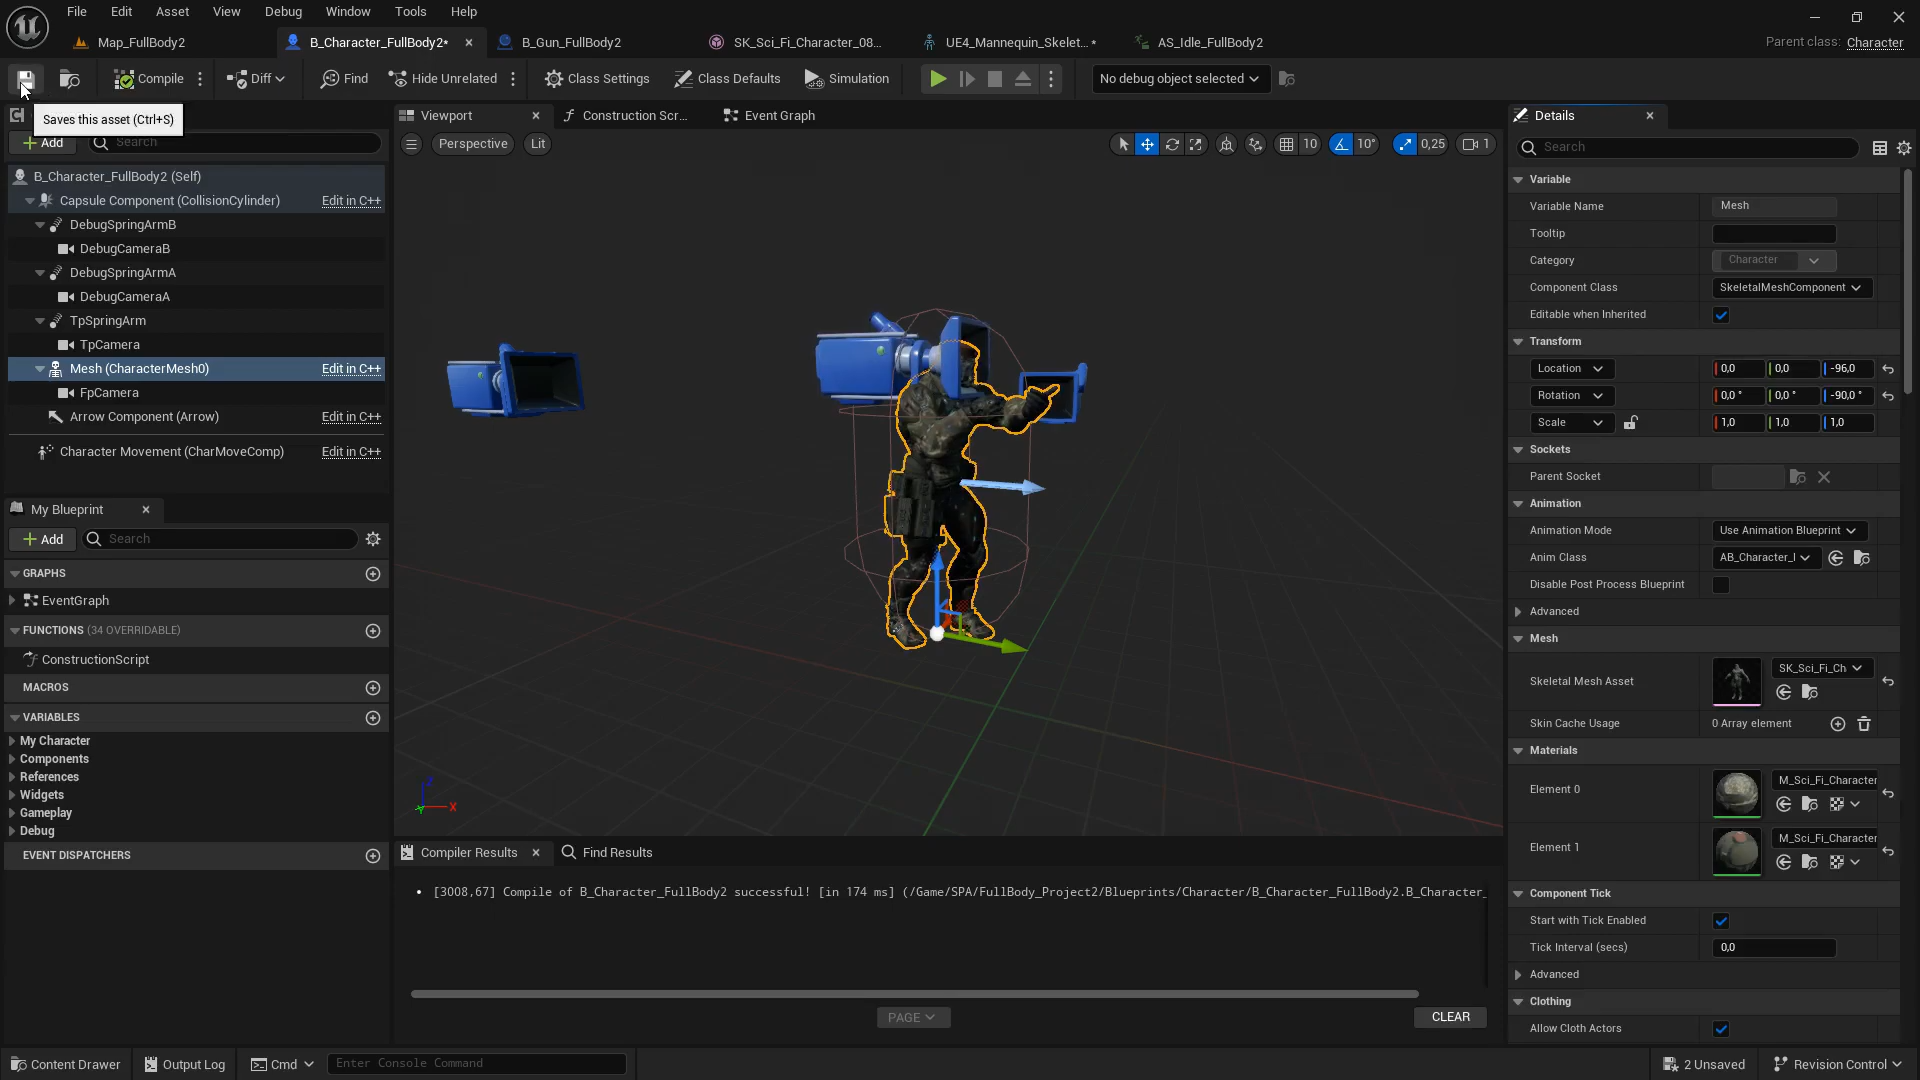 File Edit Asset View Debug Window Tools Help
Map_FullBody2
B_Character_FullBody2*
B_Gun_FullBody2
SK_Sci_Fi_Character_08...
UE4_Mannequin_Skelet...*
AS_Idle_FullBody2
Parent class: Character
Compile
Diff
Find
Hide Unrelated
Class Settings
Class Defaults
Simulation
No debug object selected
Saves this asset (Ctrl+S)
Add
Search
B_Character_FullBody2 (Self)
Capsule Component (CollisionCylinder) Edit in C++
DebugSpringArmB
DebugCameraB
DebugSpringArmA
DebugCameraA
TpSpringArm
TpCamera
Mesh (CharacterMesh0) Edit in C++
FpCamera
Arrow Component (Arrow) Edit in C++
Character Movement (CharMoveComp) Edit in C++
My Blueprint
Add
Search
GRAPHS
EventGraph
FUNCTIONS (34 OVERRIDABLE)
ConstructionScript
MACROS
VARIABLES
My Character
Components
References
Widgets
Gameplay
Debug
EVENT DISPATCHERS
Viewport
Construction Scr...
Event Graph
Perspective
Lit
10
10°
0,25
1
Z
X
Y
Compiler Results
Find Results
• [3008,67] Compile of B_Character_FullBody2 successful! [in 174 ms] (/Game/SPA/FullBody_Project2/Blueprints/Character/B_Character_FullBody2.B_Character_
PAGE
CLEAR
Details
Search
Variable
Variable Name Mesh
Tooltip
Category Character
Component Class SkeletalMeshComponent
Editable when Inherited
Transform
Location 0,0 0,0 -96,0
Rotation 0,0 ° 0,0 ° -90,0 °
Scale 1,0 1,0 1,0
Sockets
Parent Socket
Animation
Animation Mode Use Animation Blueprint
Anim Class AB_Character_I
Disable Post Process Blueprint
Advanced
Mesh
Skeletal Mesh Asset SK_Sci_Fi_Ch
Skin Cache Usage 0 Array element
Materials
Element 0 M_Sci_Fi_Character
Element 1 M_Sci_Fi_Character
Component Tick
Start with Tick Enabled
Tick Interval (secs) 0,0
Advanced
Clothing
Allow Cloth Actors
Content Drawer
Output Log
Cmd
Enter Console Command
2 Unsaved
Revision Control